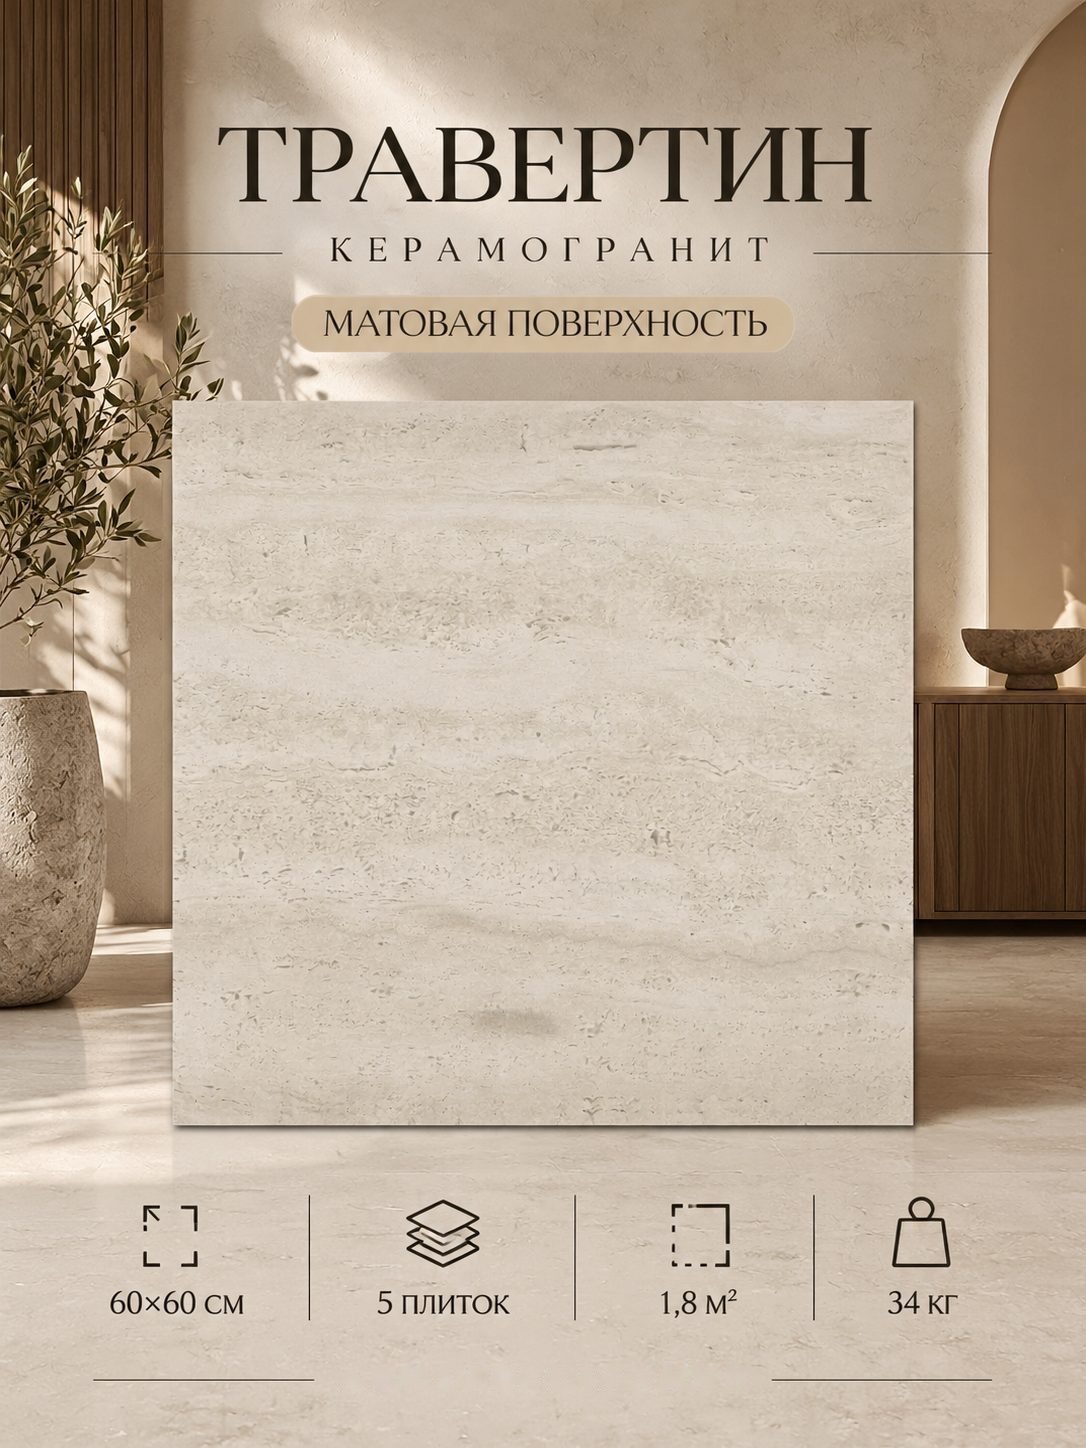 ТРАВЕРТИН
КЕРАМОГРАНИТ
МАТОВАЯ ПОВЕРХНОСТЬ
60×60 СМ
5 ПЛИТОК
1,8 М²
34 КГ